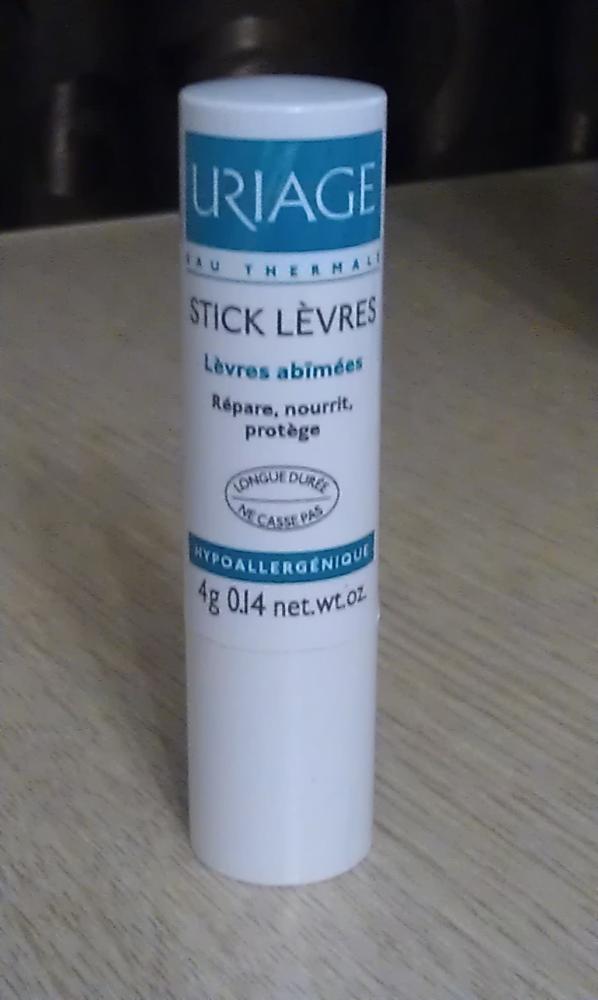 URIAGE
EAU THERMALE
STICK LÈVRES
Lèvres abîmées
Répare, nourrit,
protège
LONGUE DURÉE
NE CASSE PAS
HYPOALLERGÉNIQUE
4g 0.14 net.wt.oz.